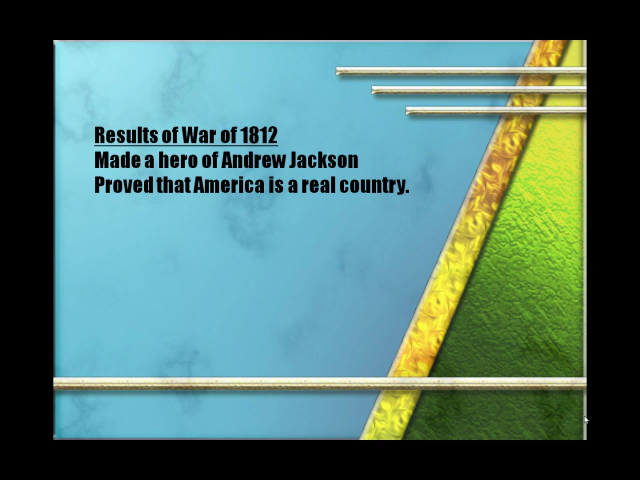 Results of War of 1812
Made a hero of Andrew Jackson
Proved that America is a real country.